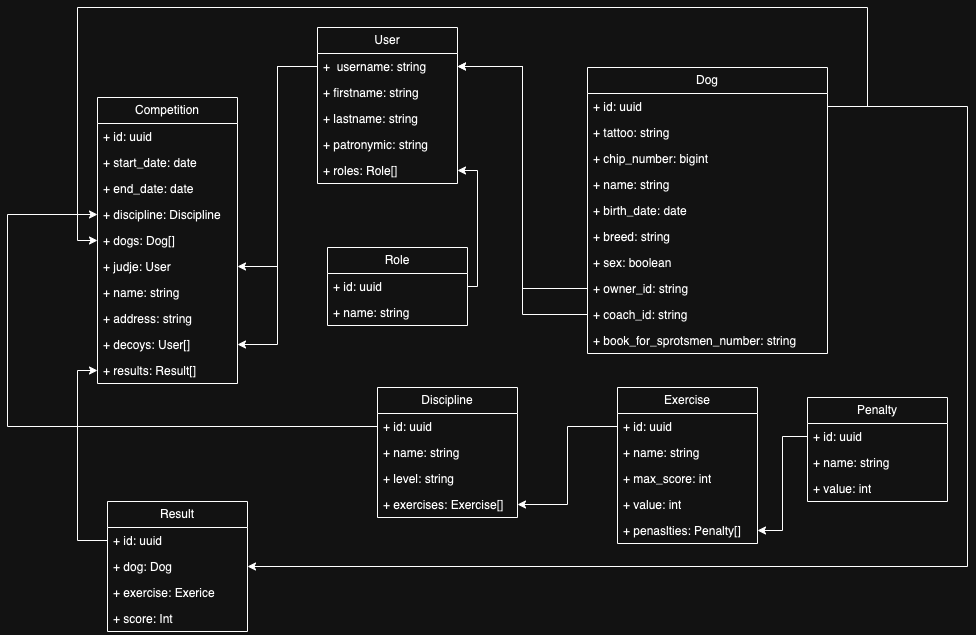 User
+ username: string
+ firstname: string
+ lastname: string
+ patronymic: string
+ roles: Role[]
Dog
+ id: uuid
+ tattoo: string
+ chip_number: bigint
+ name: string
+ birth_date: date
+ breed: string
+ sex: boolean
+ owner_id: string
+ coach_id: string
+ book_for_sprotsmen_number: string
Competition
+ id: uuid
+ start_date: date
+ end_date: date
+ discipline: Discipline
+ dogs: Dog[]
+ judje: User
+ name: string
+ address: string
+ decoys: User[]
+ results: Result[]
Role
+ id: uuid
+ name: string
Discipline
+ id: uuid
+ name: string
+ level: string
+ exercises: Exercise[]
Exercise
+ id: uuid
+ name: string
+ max_score: int
+ value: int
+ penaslties: Penalty[]
Penalty
+ id: uuid
+ name: string
+ value: int
Result
+ id: uuid
+ dog: Dog
+ exercise: Exerice
+ score: Int